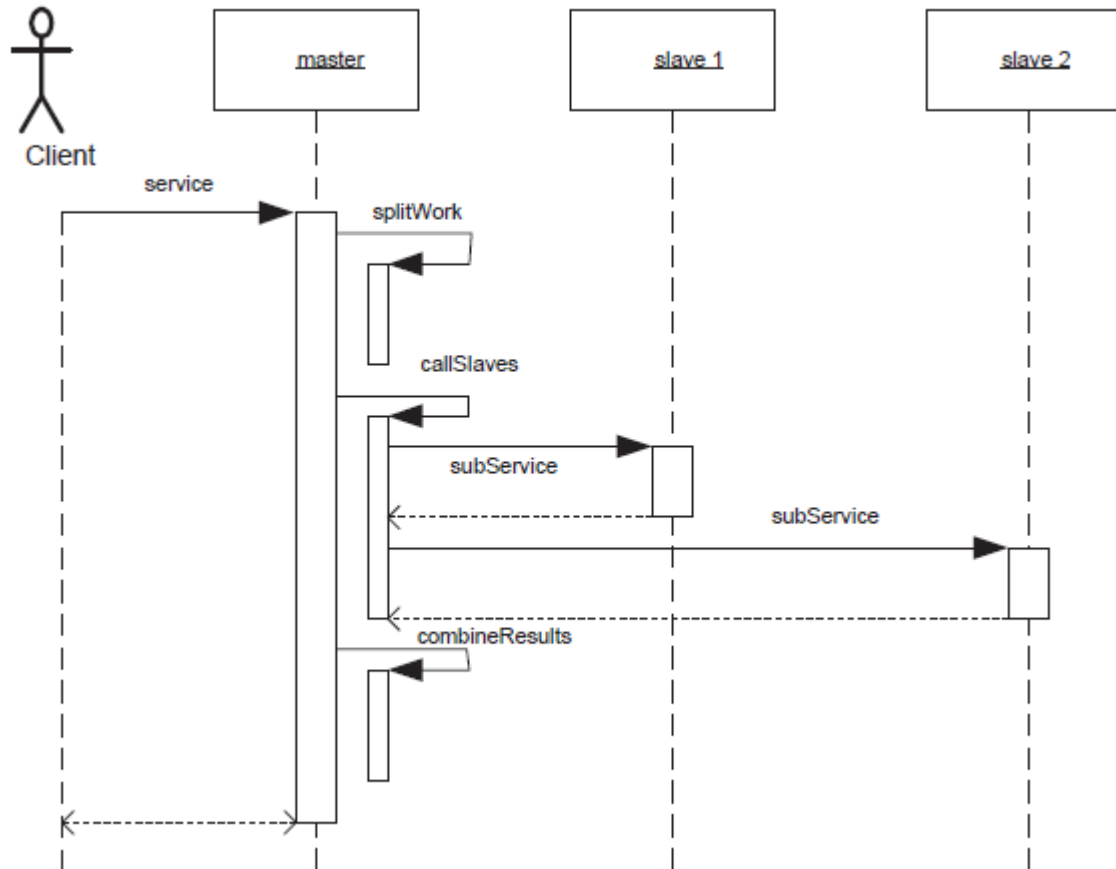 master
slave 1
slave 2
Client
service
splitWork
callSlaves
subService
subService
combineResults